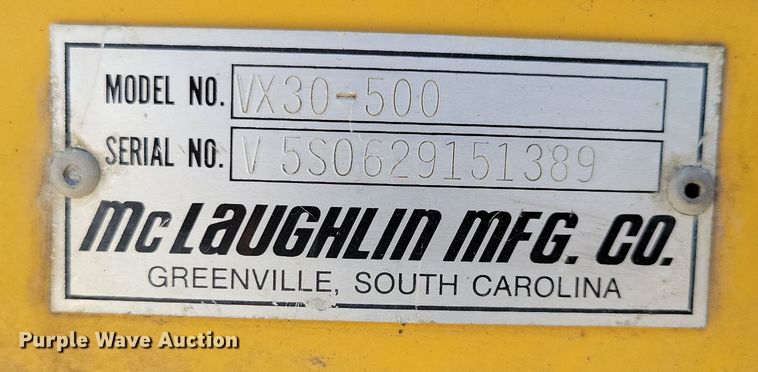 MODEL NO. VX30-500
SERIAL NO. V 5S0629151389
McLAUGHLIN MFG. CO.
GREENVILLE, SOUTH CAROLINA
Purple Wave Auction